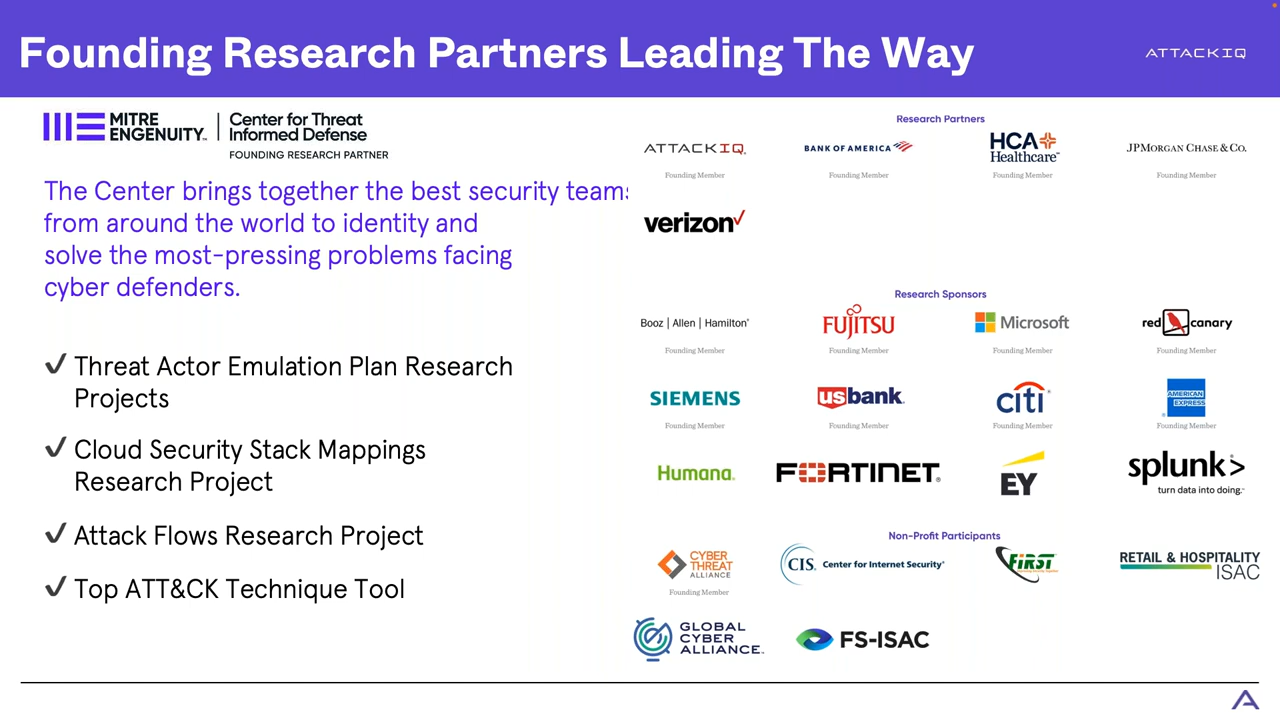 Founding Research Partners Leading The Way
ATTACKIQ
MITRE
ENGENUITY™
Center for Threat
Informed Defense
FOUNDING RESEARCH PARTNER
The Center brings together the best security teams
from around the world to identity and
solve the most-pressing problems facing
cyber defenders.
✓ Threat Actor Emulation Plan Research
Projects
✓ Cloud Security Stack Mappings
Research Project
✓ Attack Flows Research Project
✓ Top ATT&CK Technique Tool
Research Partners
ATTACKIQ
Founding Member
BANK OF AMERICA
Founding Member
HCA
Healthcare™
Founding Member
JPMORGAN CHASE & CO.
Founding Member
verizon✓
Research Sponsors
Booz | Allen | Hamilton®
Founding Member
FUJITSU
Founding Member
Microsoft
Founding Member
red canary
Founding Member
SIEMENS
Founding Member
usbank®
Founding Member
citi®
Founding Member
AMERICAN
EXPRESS
®
Founding Member
Humana®
FORTINET®
EY
splunk>
turn data into doing.™
Non-Profit Participants
CYBER
THREAT
ALLIANCE
Founding Member
CIS® Center for Internet Security®
FiRST
RETAIL & HOSPITALITY
ISAC
GLOBAL
CYBER
ALLIANCE™
FS-ISAC